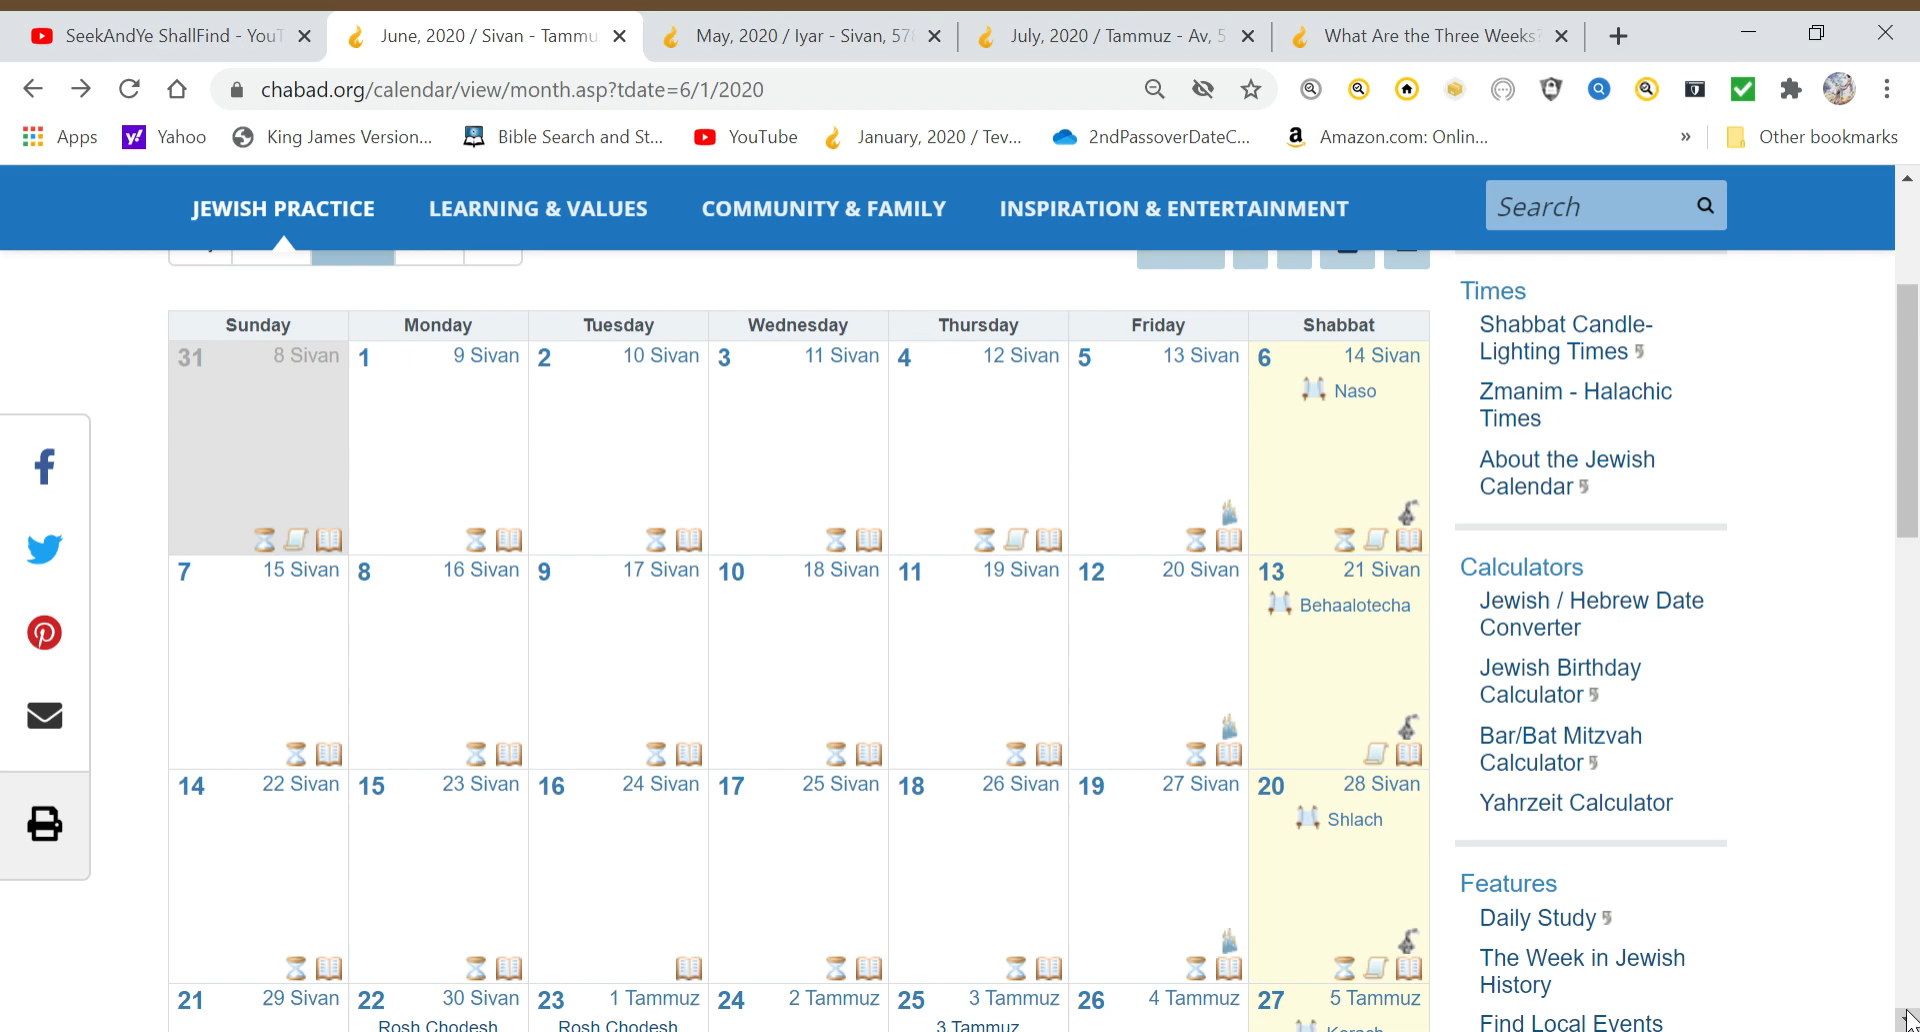 SeekAndYe ShallFind - YouT
June, 2020 / Sivan - Tammu
May, 2020 / Iyar - Sivan, 578
July, 2020 / Tammuz - Av, 5
What Are the Three Weeks?
chabad.org/calendar/view/month.asp?tdate=6/1/2020
Apps Yahoo King James Version... Bible Search and St... YouTube January, 2020 / Tev... 2ndPassoverDateC... Amazon.com: Onlin... » Other bookmarks
JEWISH PRACTICE LEARNING & VALUES COMMUNITY & FAMILY INSPIRATION & ENTERTAINMENT Search
Sunday Monday Tuesday Wednesday Thursday Friday Shabbat
31 8 Sivan 1 9 Sivan 2 10 Sivan 3 11 Sivan 4 12 Sivan 5 13 Sivan 6 14 Sivan
Naso
7 15 Sivan 8 16 Sivan 9 17 Sivan 10 18 Sivan 11 19 Sivan 12 20 Sivan 13 21 Sivan
Behaalotecha
14 22 Sivan 15 23 Sivan 16 24 Sivan 17 25 Sivan 18 26 Sivan 19 27 Sivan 20 28 Sivan
Shlach
21 29 Sivan 22 30 Sivan 23 1 Tammuz 24 2 Tammuz 25 3 Tammuz 26 4 Tammuz 27 5 Tammuz
Rosh Chodesh Rosh Chodesh 3 Tammuz Korach
Times
Shabbat Candle-
Lighting Times
Zmanim - Halachic
Times
About the Jewish
Calendar
Calculators
Jewish / Hebrew Date
Converter
Jewish Birthday
Calculator
Bar/Bat Mitzvah
Calculator
Yahrzeit Calculator
Features
Daily Study
The Week in Jewish
History
Find Local Events